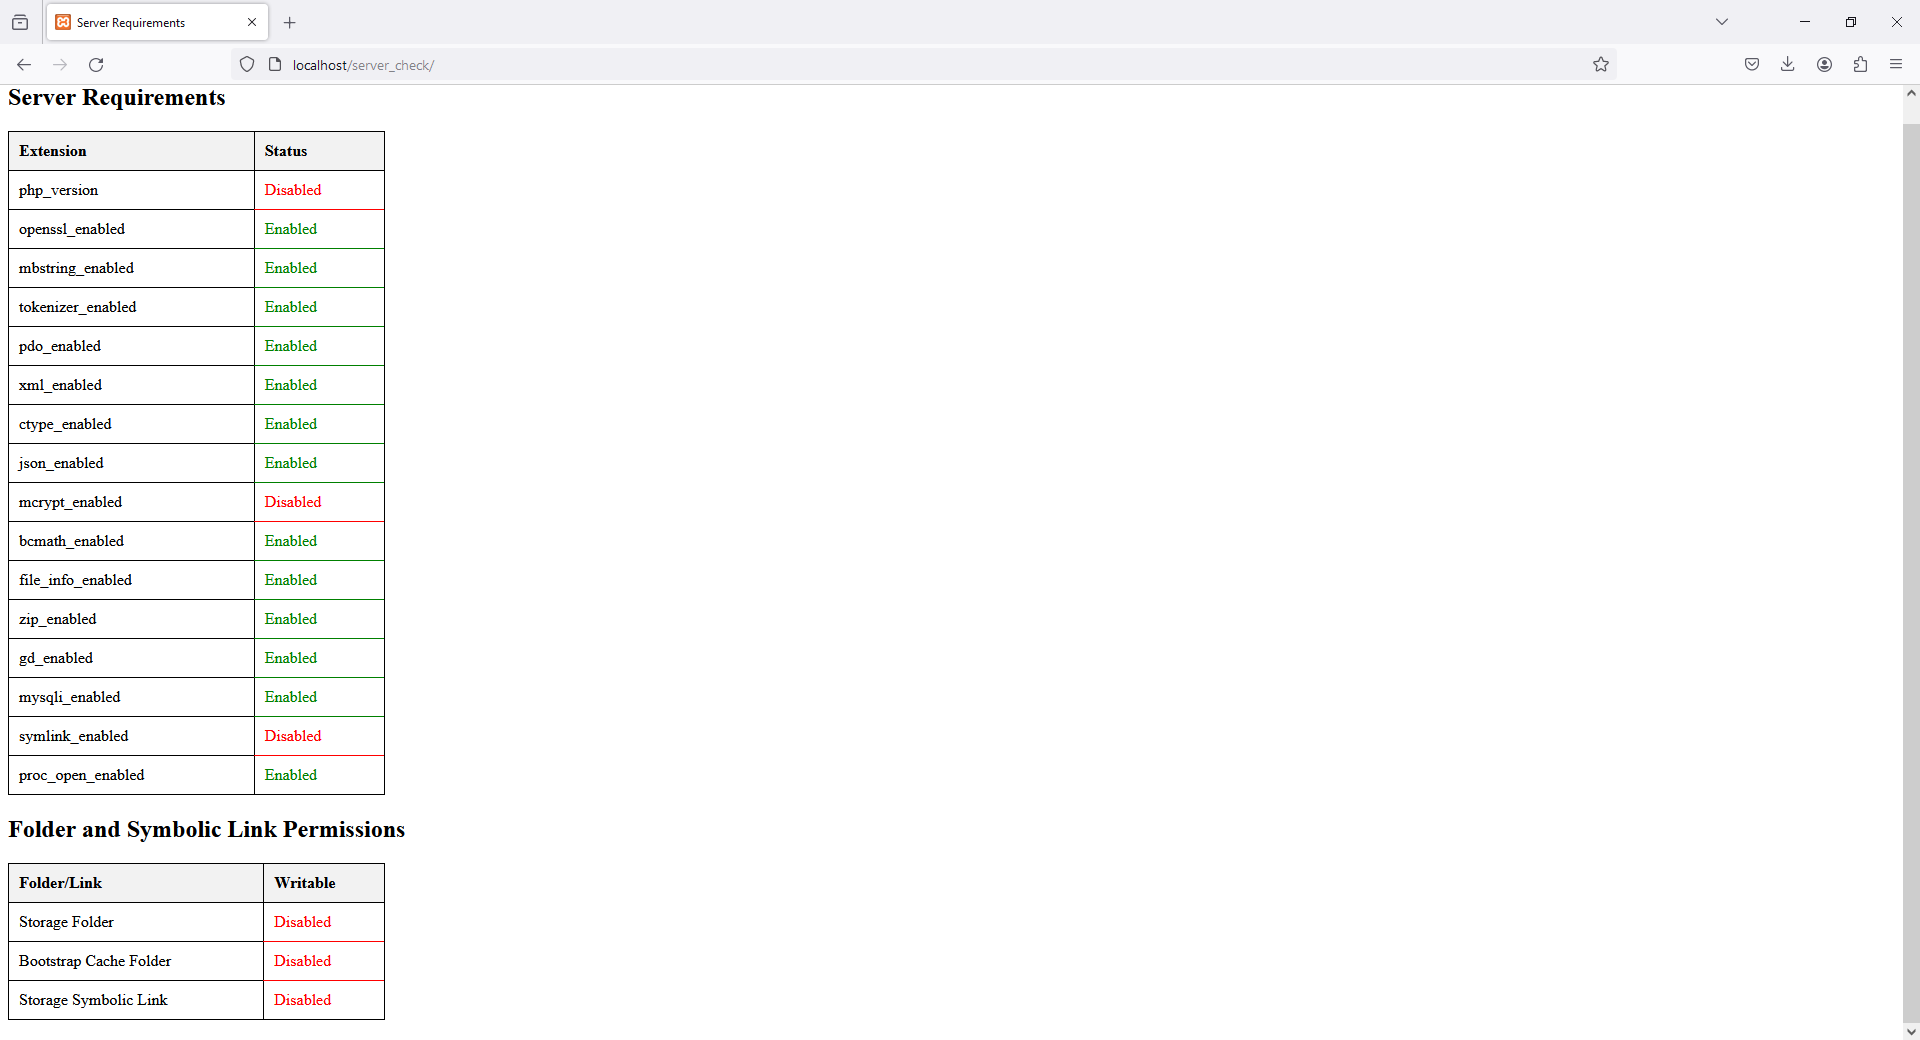 Server Requirements
localhost/server_check/
Server Requirements
Extension Status
php_version Disabled
openssl_enabled Enabled
mbstring_enabled Enabled
tokenizer_enabled Enabled
pdo_enabled Enabled
xml_enabled Enabled
ctype_enabled Enabled
json_enabled Enabled
mcrypt_enabled Disabled
bcmath_enabled Enabled
file_info_enabled Enabled
zip_enabled Enabled
gd_enabled Enabled
mysqli_enabled Enabled
symlink_enabled Disabled
proc_open_enabled Enabled
Folder and Symbolic Link Permissions
Folder/Link Writable
Storage Folder Disabled
Bootstrap Cache Folder Disabled
Storage Symbolic Link Disabled